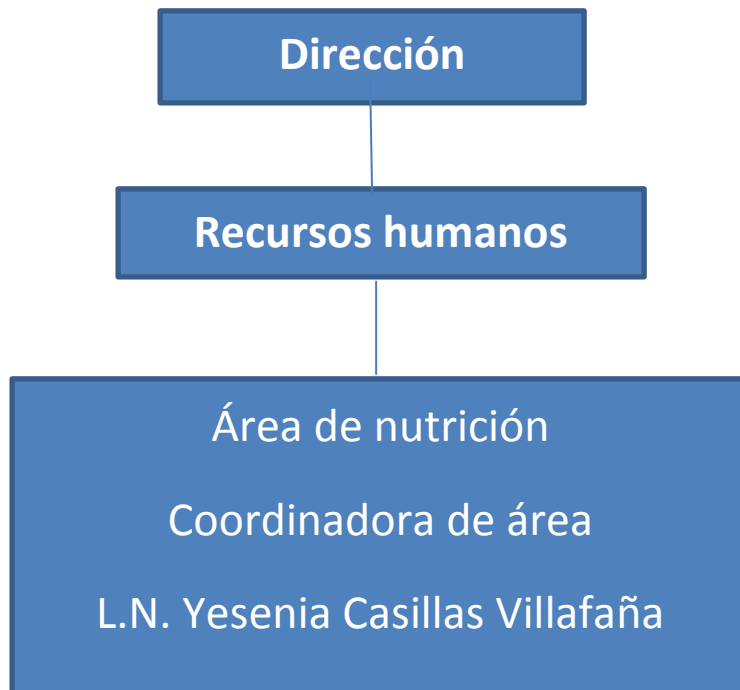 Dirección
Recursos humanos
Área de nutrición
Coordinadora de área
L.N. Yesenia Casillas Villafaña